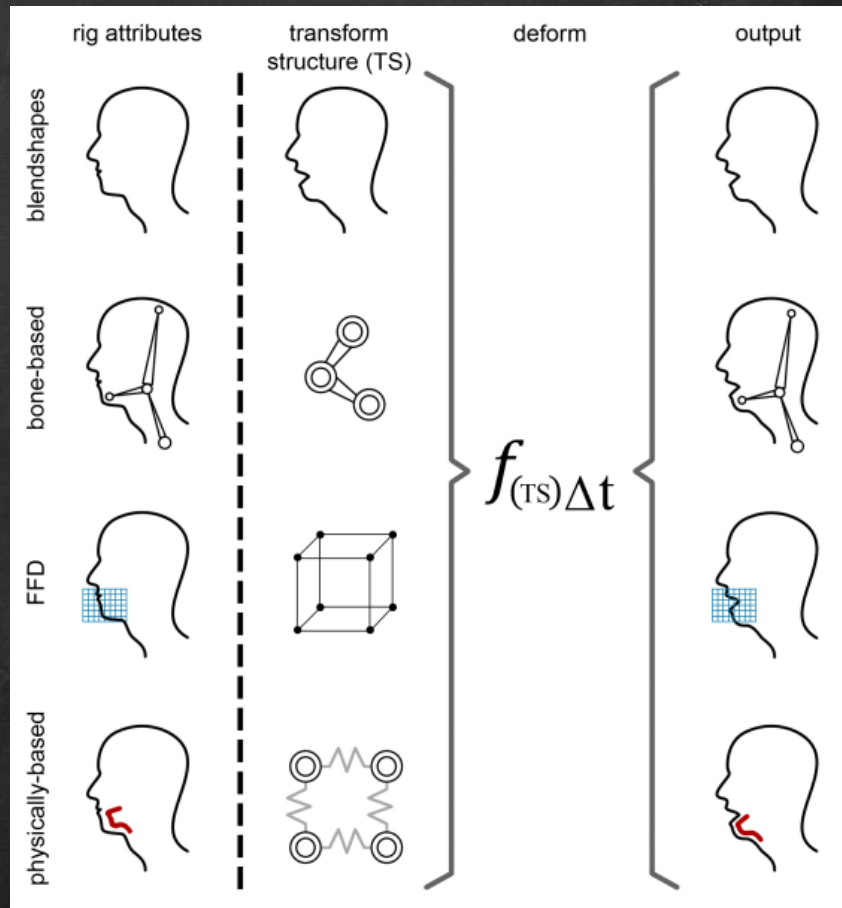 rig attributes
transform
structure (TS)
deform
output
blendshapes
bone-based
f(TS)Δt
FFD
physically-based